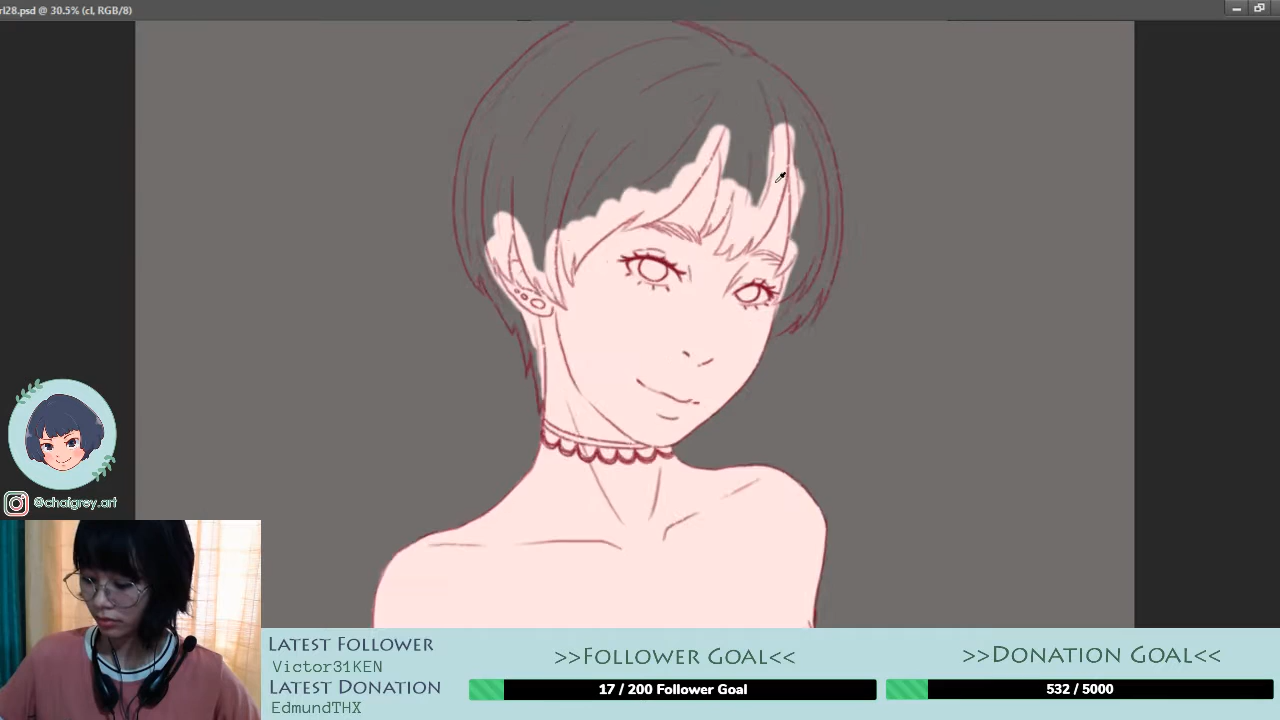 rl28.psd @ 30.5% (cl, RGB/8)
@chaigrey.art
LATEST FOLLOWER
Victor31KEN
LATEST DONATION
EdmundTHX
>>FOLLOWER GOAL<<
17 / 200 Follower Goal
>>DONATION GOAL<<
532 / 5000